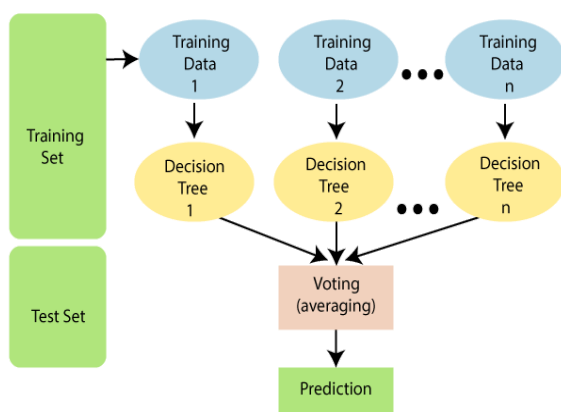 Training
Set
Training
Data
1
Training
Data
2
Training
Data
n
Decision
Tree
1
Decision
Tree
2
Decision
Tree
n
Test Set
Voting
(averaging)
Prediction